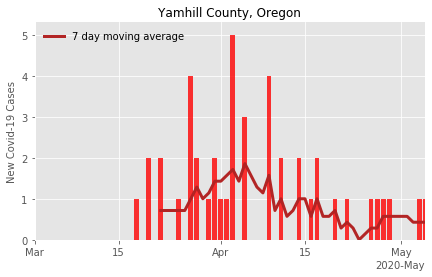 Yamhill County, Oregon
7 day moving average
New Covid-19 Cases
5
4
3
2
1
0
Mar 15 Apr 15 May
2020-May